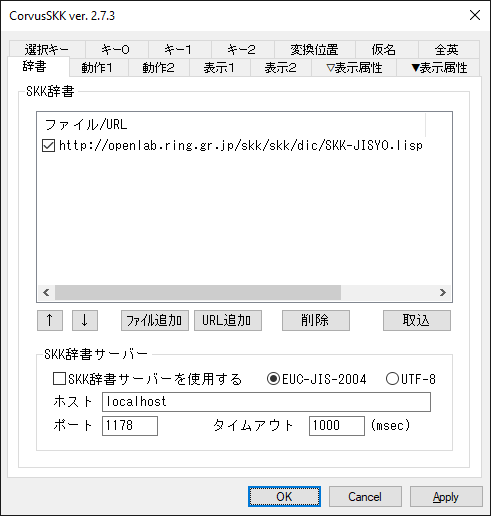 CorvusSKK ver. 2.7.3
選択キー キー0 キー1 キー2 変換位置 仮名 全英
辞書 動作1 動作2 表示1 表示2 ▽表示属性 ▼表示属性
SKK辞書
ファイル/URL
http://openlab.ring.gr.jp/skk/skk/dic/SKK-JISYO.lisp
↑ ↓ ファイル追加 URL追加 削除 取込
SKK辞書サーバー
SKK辞書サーバーを使用する EUC-JIS-2004 UTF-8
ホスト localhost
ポート 1178 タイムアウト 1000 (msec)
OK Cancel Apply